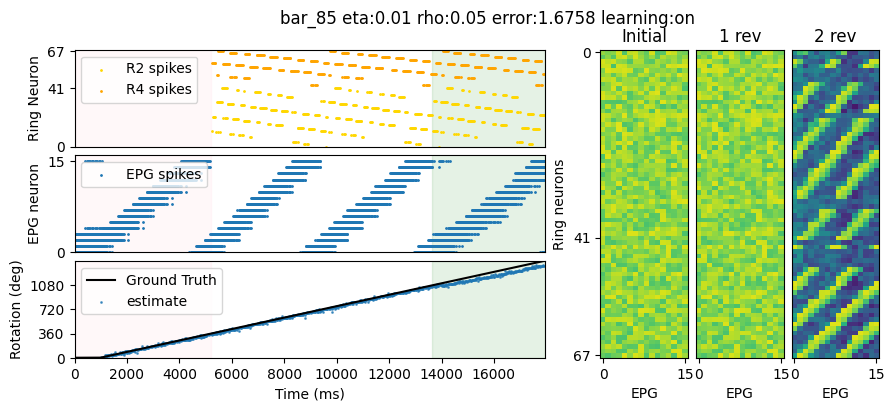 bar_85 eta:0.01 rho:0.05 error:1.6758 learning:on
Ring Neuron
67
41
0
R2 spikes
R4 spikes
EPG neuron
15
0
EPG spikes
Rotation (deg)
1080
720
360
0
Ground Truth
estimate
0 2000 4000 6000 8000 10000 12000 14000 16000
Time (ms)
Initial 1 rev 2 rev
Ring neurons
0
41
67
0 15 0 15 0 15
EPG EPG EPG